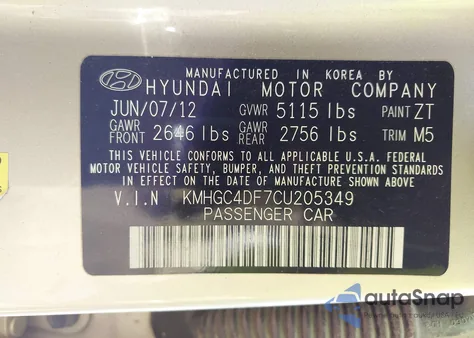 MANUFACTURED IN KOREA BY
HYUNDAI MOTOR COMPANY
JUN/07/12 GVWR 5115 lbs PAINT ZT
GAWR FRONT 2646 lbs GAWR REAR 2756 lbs TRIM M5
THIS VEHICLE CONFORMS TO ALL APPLICABLE U.S.A. FEDERAL
MOTOR VEHICLE SAFETY, BUMPER, AND THEFT PREVENTION STANDARDS
IN EFFECT ON THE DATE OF MANUFACTURE SHOWN ABOVE.
V.I.N KMHGC4DF7CU205349
PASSENGER CAR
autoSnap